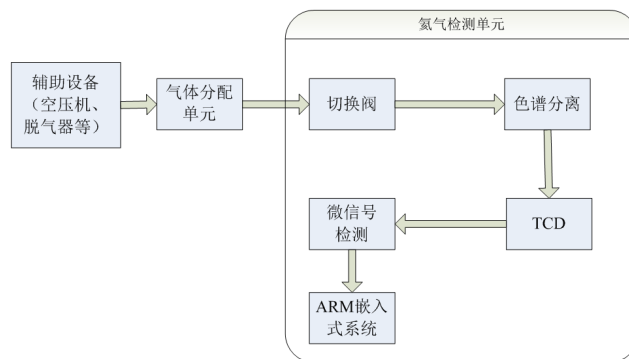 氦气检测单元
辅助设备
（空压机、
脱气器等）
气体分配
单元
切换阀
色谱分离
微信号
检测
TCD
ARM嵌入
式系统